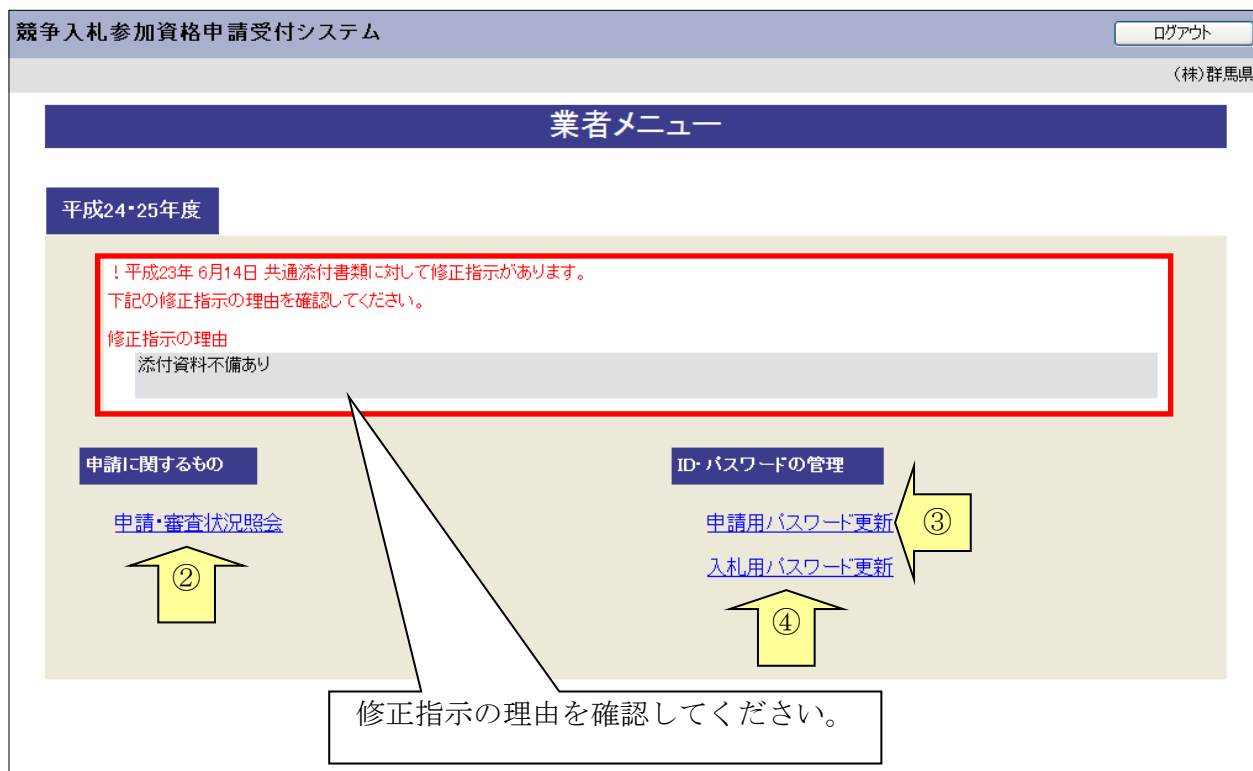 競争入札参加資格申請受付システム
ログアウト
(株)群馬県
業者メニュー
平成24・25年度
！平成23年 6月14日 共通添付書類に対して修正指示があります。
下記の修正指示の理由を確認してください。
修正指示の理由
添付資料不備あり
申請に関するもの
ID・パスワードの管理
申請・審査状況照会
申請用パスワード更新
③
入札用パスワード更新
②
④
修正指示の理由を確認してください。